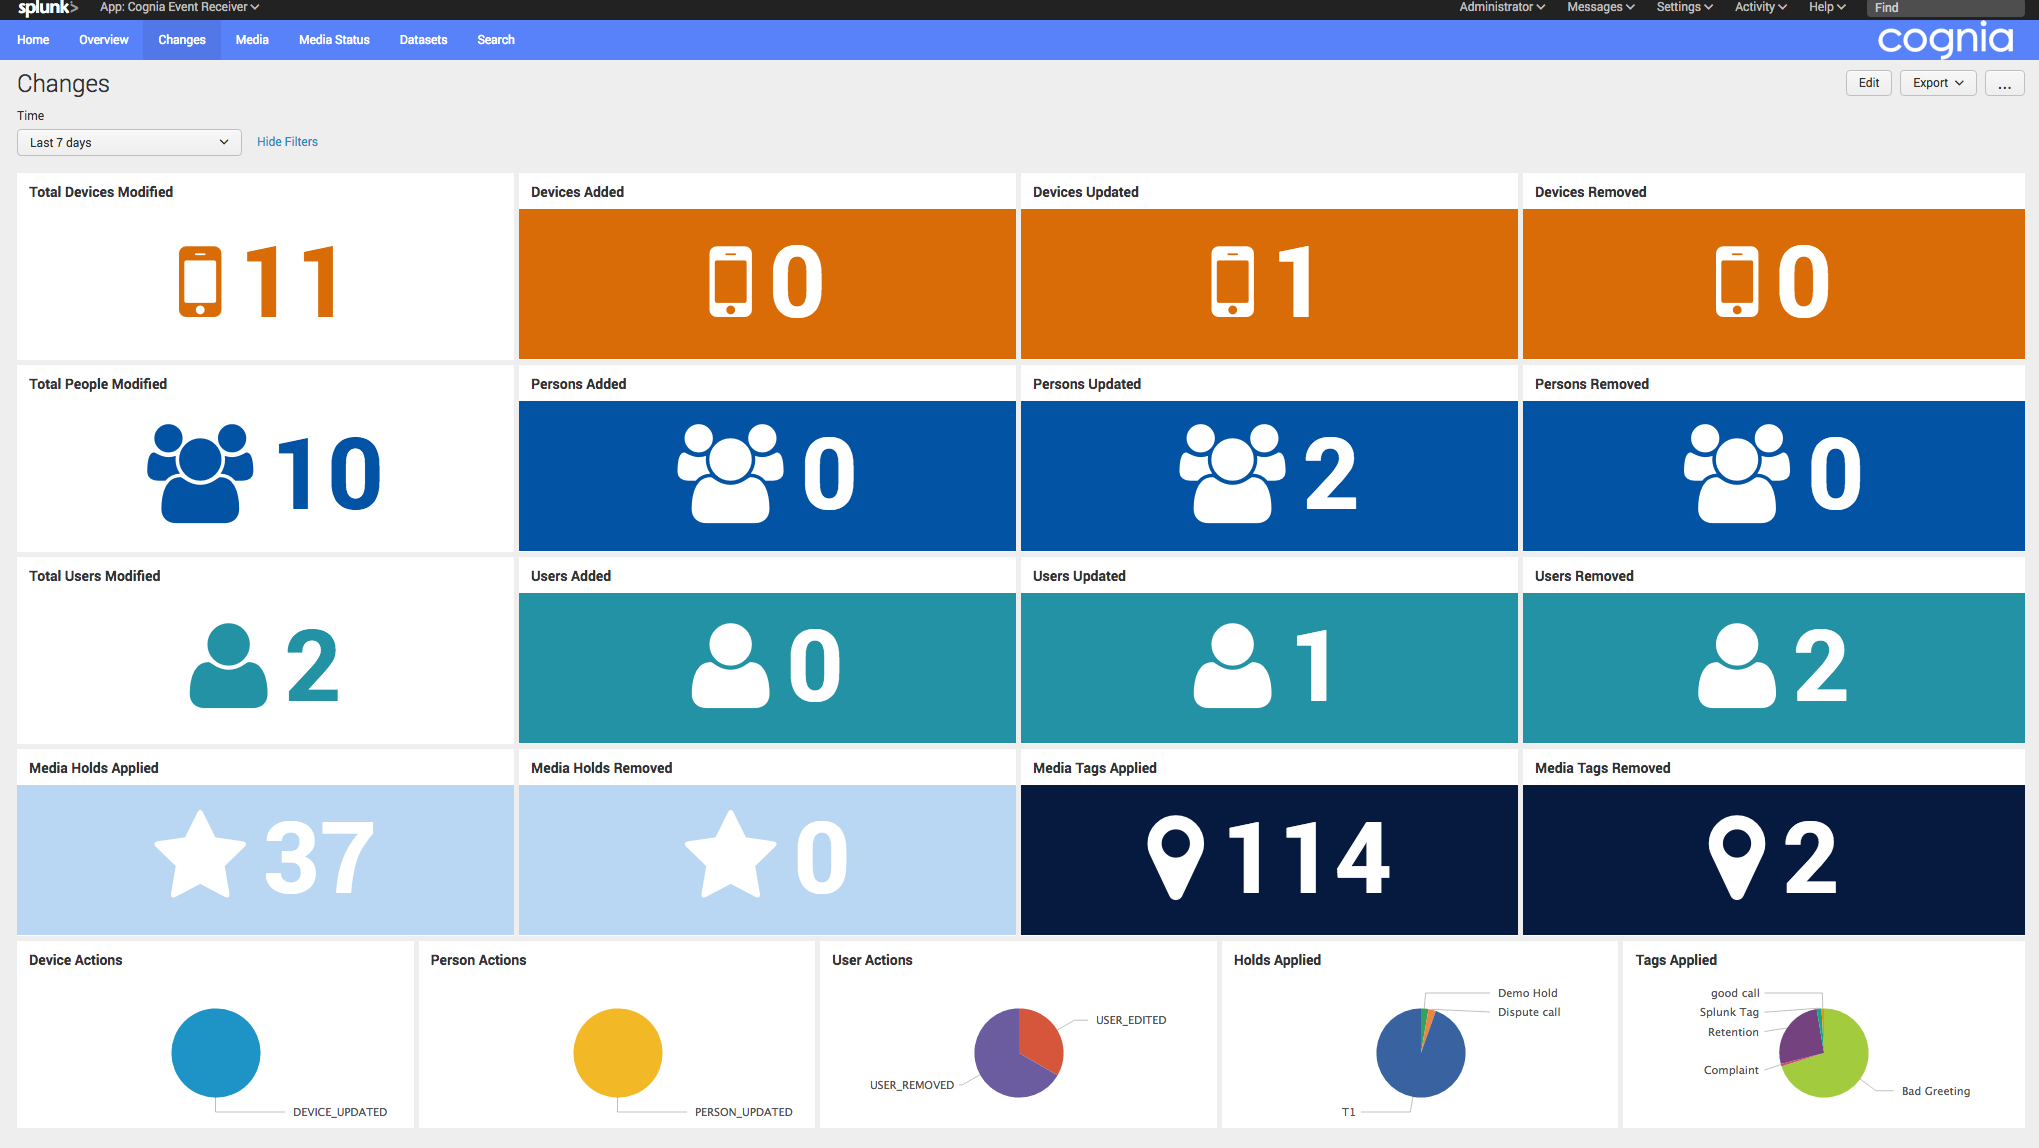 splunk> App: Cognia Event Receiver Administrator Messages Settings Activity Help Find
Home Overview Changes Media Media Status Datasets Search cognia
Changes Edit Export ...
Time
Last 7 days Hide Filters
Total Devices Modified Devices Added Devices Updated Devices Removed
11 0 1 0
Total People Modified Persons Added Persons Updated Persons Removed
10 0 2 0
Total Users Modified Users Added Users Updated Users Removed
2 0 1 2
Media Holds Applied Media Holds Removed Media Tags Applied Media Tags Removed
37 0 114 2
Device Actions Person Actions User Actions Holds Applied Tags Applied
DEVICE_UPDATED
PERSON_UPDATED
USER_EDITED
USER_REMOVED
Demo Hold
Dispute call
T1
good call
Splunk Tag
Retention
Complaint
Bad Greeting